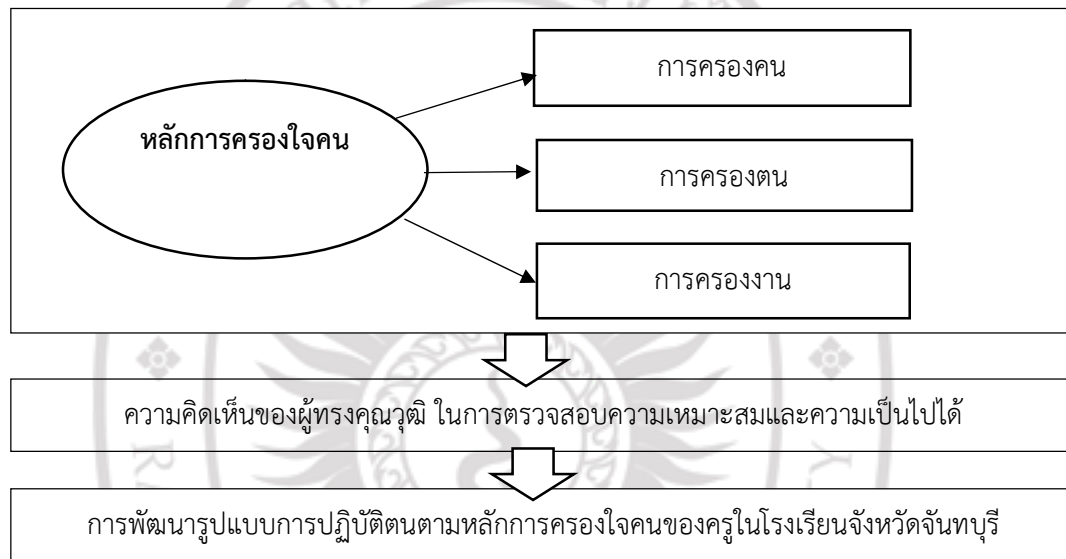 การครองคน
หลักการครองใจคน
การครองตน
การครองงาน
ความคิดเห็นของผู้ทรงคุณวุฒิ ในการตรวจสอบความเหมาะสมและความเป็นไปได้
การพัฒนารูปแบบการปฏิบัติตนตามหลักการครองใจคนของครูในโรงเรียนจังหวัดจันทบุรี